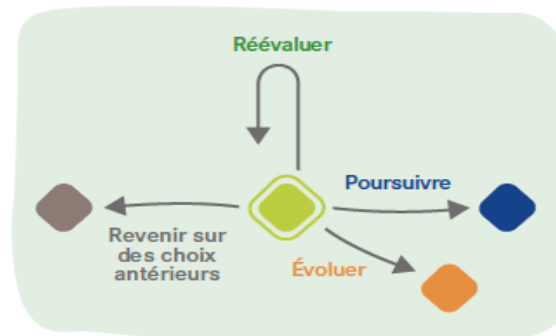 Réévaluer
Poursuivre
Revenir sur
des choix
antérieurs
Évoluer